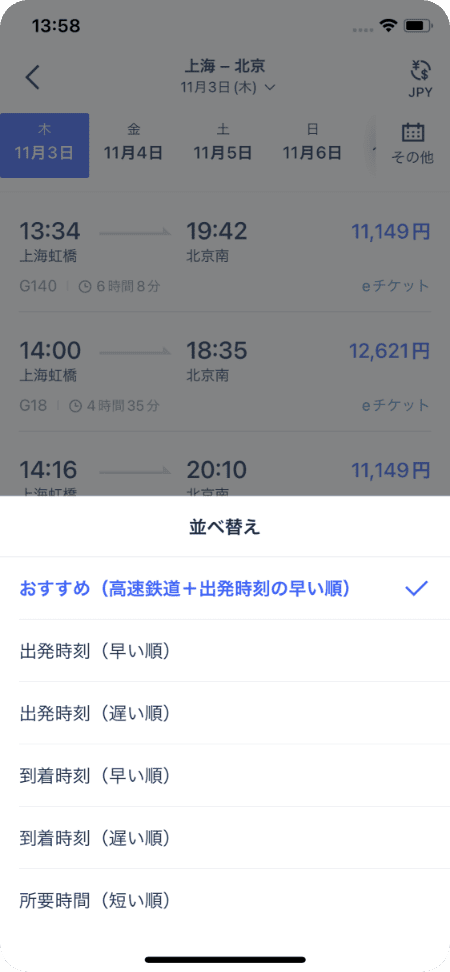 13:58
上海 – 北京
11月3日(木)
JPY
木 金 土 日
11月3日 11月4日 11月5日 11月6日 その他
13:34 19:42 11,149円
上海虹橋 北京南
G140 6時間8分 eチケット
14:00 18:35 12,621円
上海虹橋 北京南
G18 4時間35分 eチケット
14:16 20:10 11,149円
上海虹橋 北京南
並べ替え
おすすめ（高速鉄道＋出発時刻の早い順）
出発時刻（早い順）
出発時刻（遅い順）
到着時刻（早い順）
到着時刻（遅い順）
所要時間（短い順）